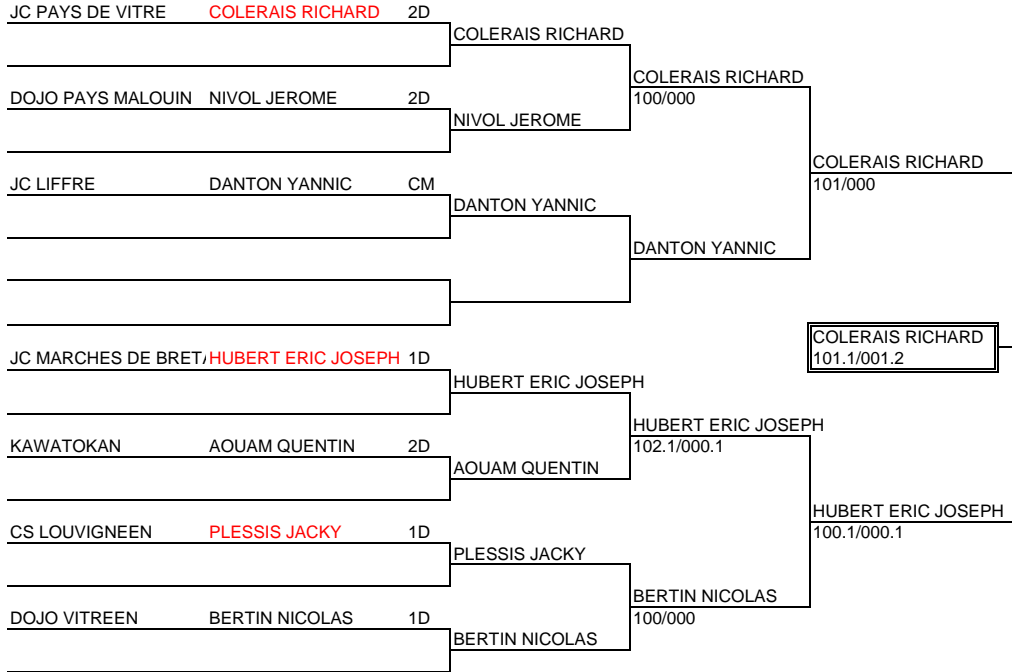 JC PAYS DE VITRE COLERAIS RICHARD 2D
COLERAIS RICHARD
COLERAIS RICHARD
100/000
DOJO PAYS MALOUIN NIVOL JEROME 2D
NIVOL JEROME
COLERAIS RICHARD
101/000
JC LIFFRE DANTON YANNIC CM
DANTON YANNIC
DANTON YANNIC
COLERAIS RICHARD
101.1/001.2
JC MARCHES DE BRET HUBERT ERIC JOSEPH 1D
HUBERT ERIC JOSEPH
HUBERT ERIC JOSEPH
102.1/000.1
KAWATOKAN AOUAM QUENTIN 2D
AOUAM QUENTIN
HUBERT ERIC JOSEPH
100.1/000.1
CS LOUVIGNEEN PLESSIS JACKY 1D
PLESSIS JACKY
BERTIN NICOLAS
100/000
DOJO VITREEN BERTIN NICOLAS 1D
BERTIN NICOLAS